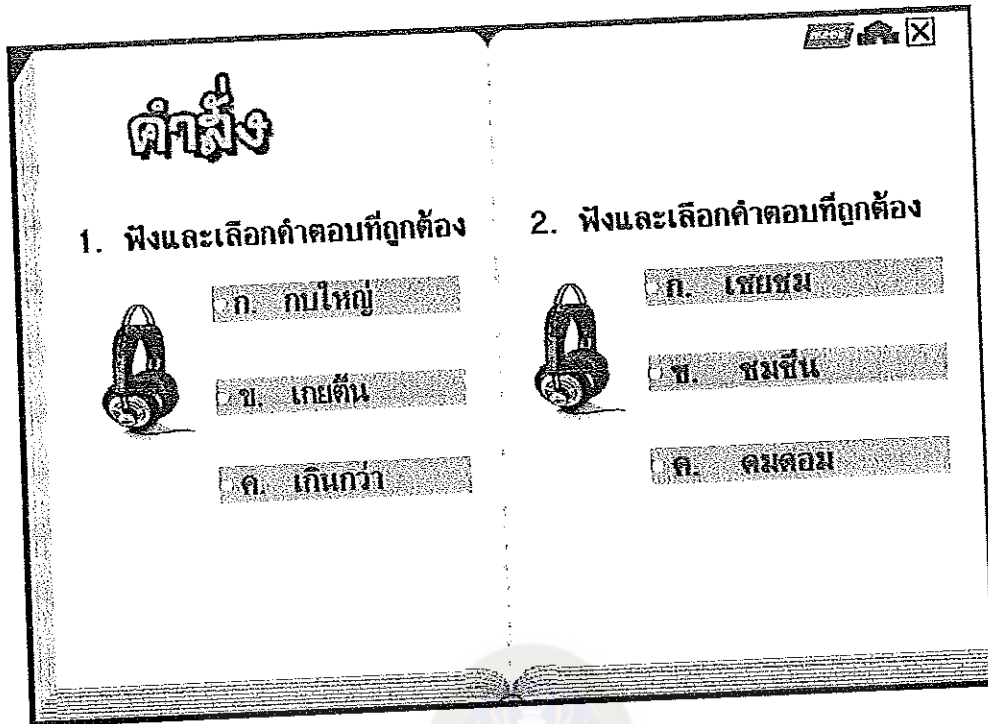 คำสั่ง
1. ฟังและเลือกคำตอบที่ถูกต้อง
ก. กบใหญ่
ข. เกยตื้น
ค. เกินกว่า
2. ฟังและเลือกคำตอบที่ถูกต้อง
ก. เชยชม
ข. ชมชื่น
ค. ดมดอม